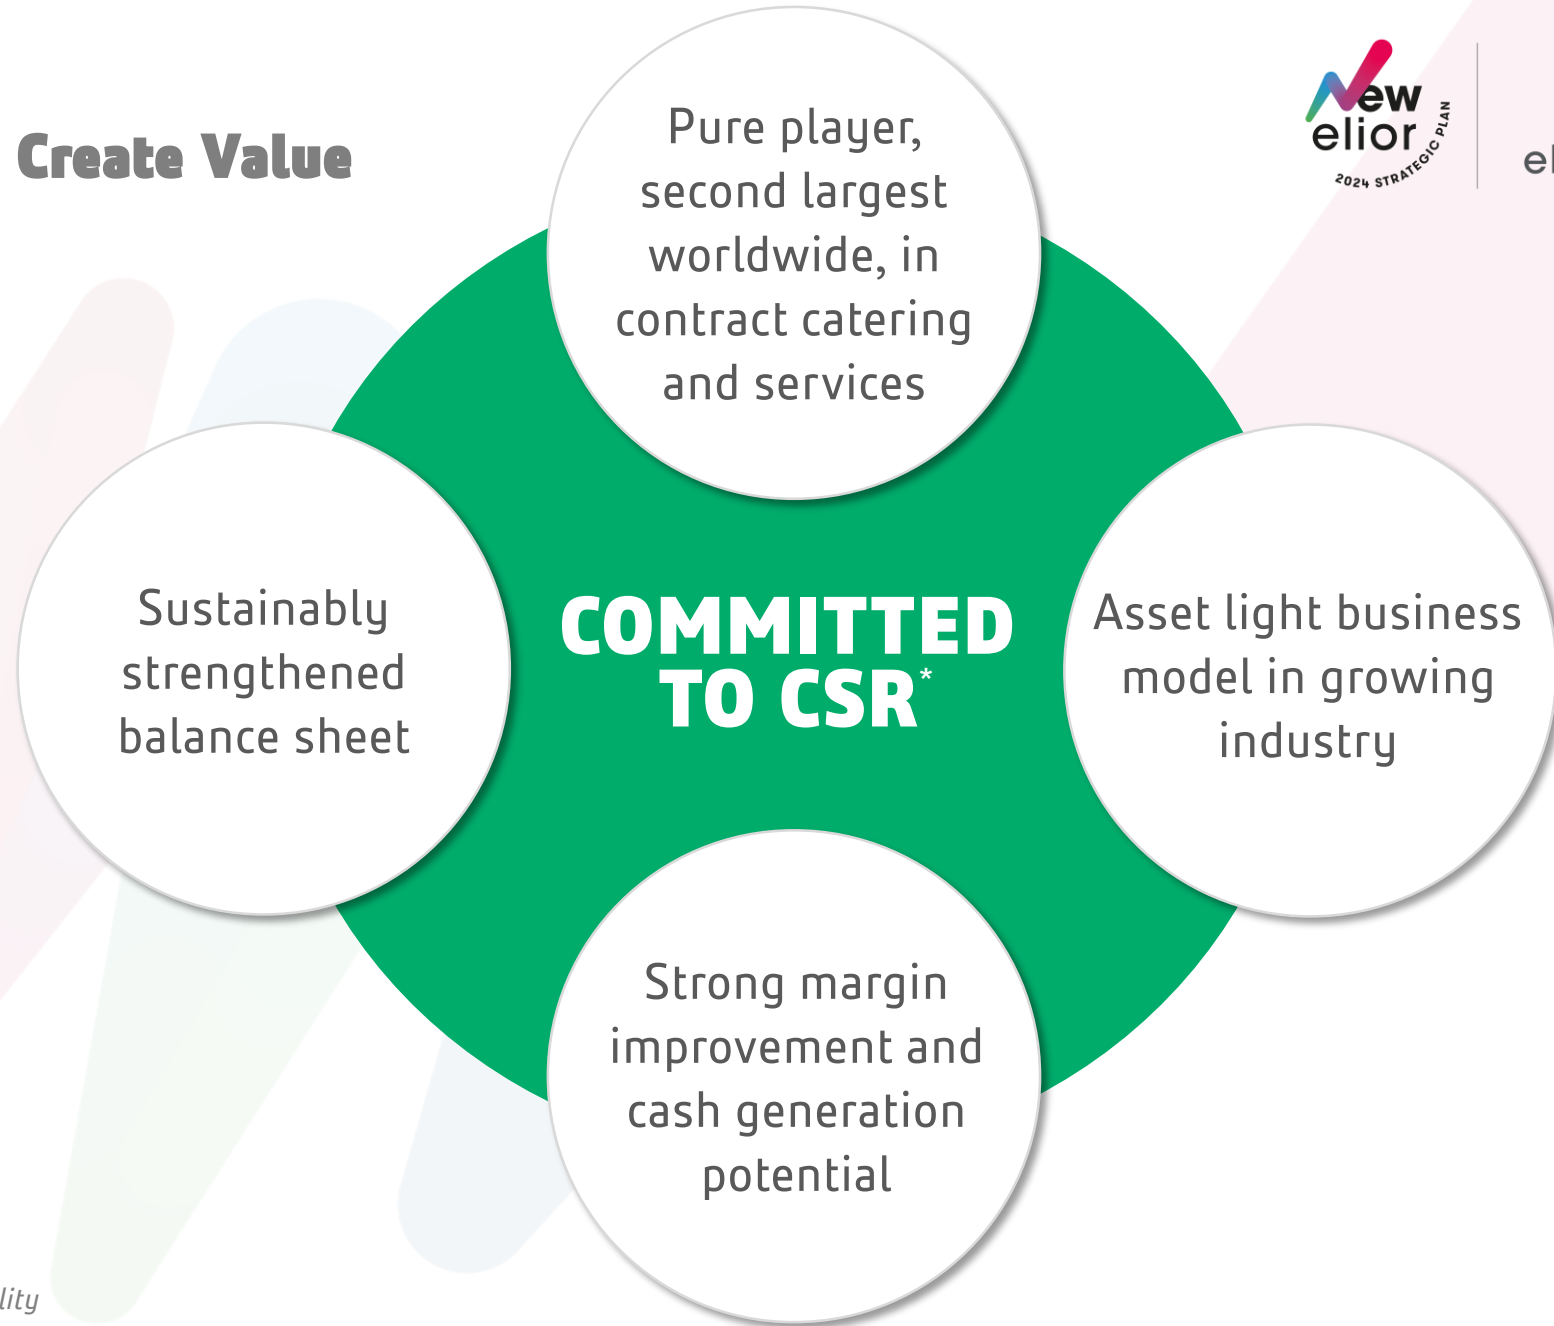 Create Value
New
elior
2024 STRATEGIC PLAN
Pure player,
second largest
worldwide, in
contract catering
and services
Sustainably
strengthened
balance sheet
COMMITTED
TO CSR*
Asset light business
model in growing
industry
Strong margin
improvement and
cash generation
potential